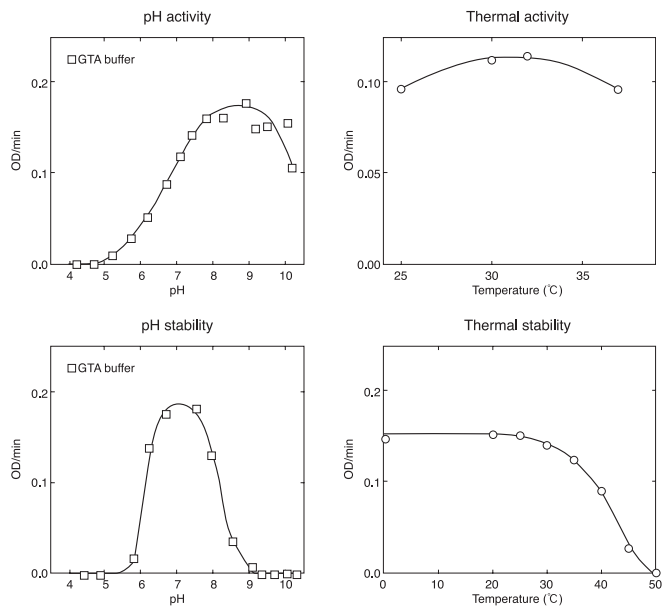 pH activity
GTA buffer
OD/min
0.2
0.1
0.0
4 5 6 7 8 9 10
pH
Thermal activity
OD/min
0.10
0.05
0.00
25 30 35
Temperature (℃)
pH stability
GTA buffer
OD/min
0.2
0.1
0.0
4 5 6 7 8 9 10
pH
Thermal stability
OD/min
0.2
0.1
0.0
0 10 20 30 40 50
Temperature (℃)